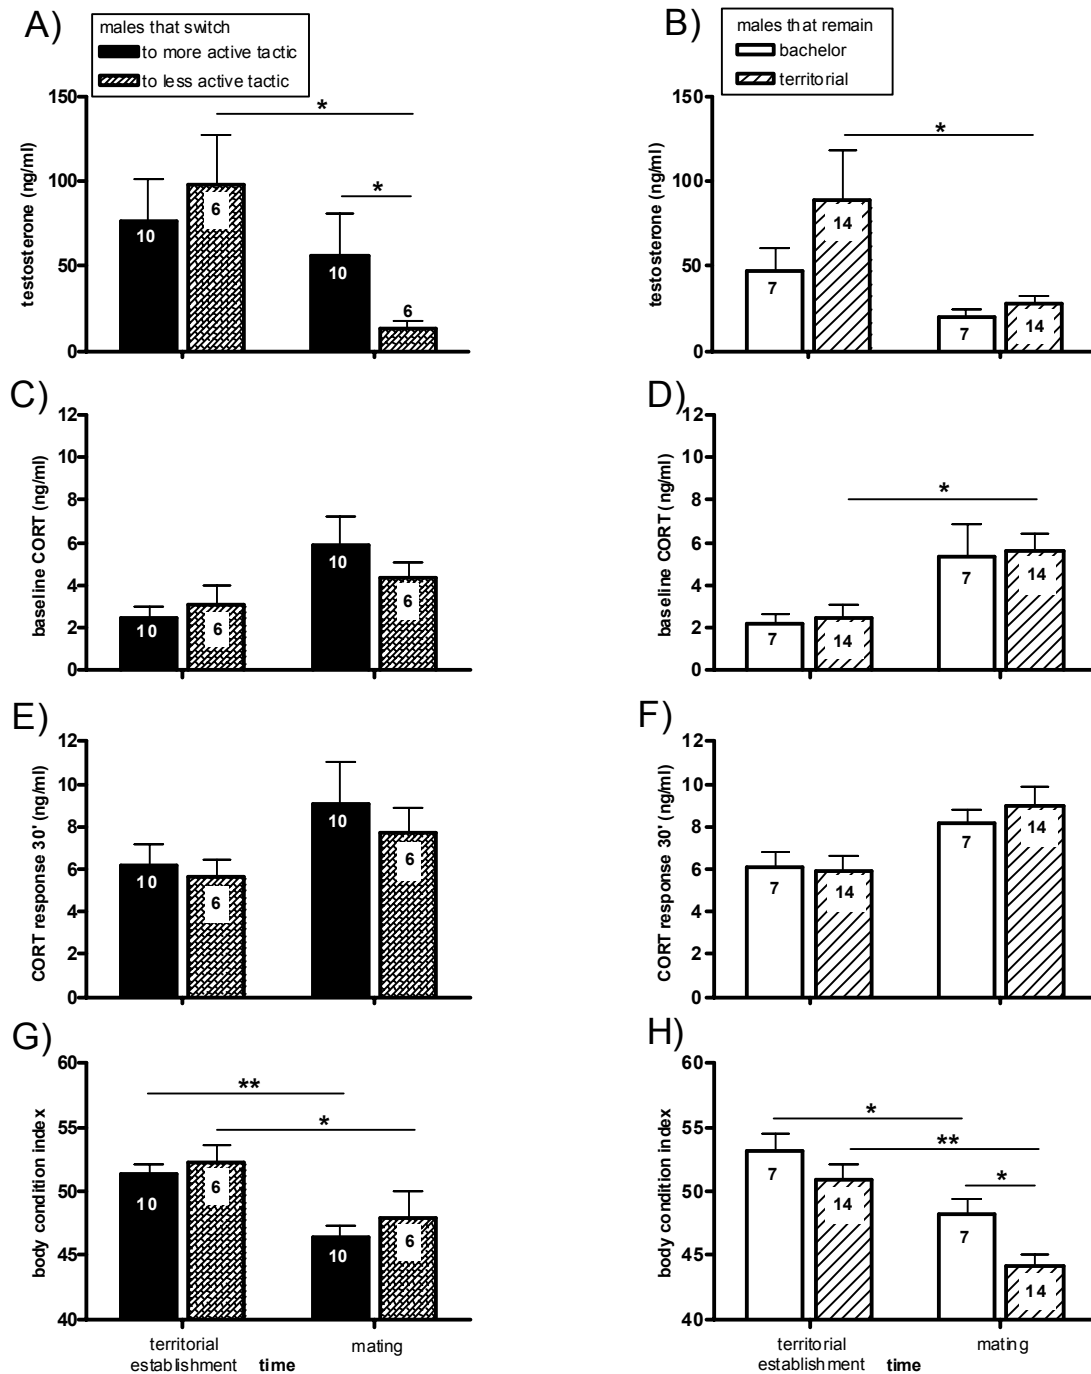 A)
males that switch
to more active tactic
to less active tactic
testosterone (ng/ml)
150
100
50
0
*
*
10
6
10
6
B)
males that remain
bachelor
territorial
testosterone (ng/ml)
150
100
50
0
*
7
14
7
14
C)
baseline CORT (ng/ml)
12
10
8
6
4
2
0
10
6
10
6
D)
baseline CORT (ng/ml)
12
10
8
6
4
2
0
*
7
14
7
14
E)
CORT response 30' (ng/ml)
12
10
8
6
4
2
0
10
6
10
6
F)
CORT response 30' (ng/ml)
12
10
8
6
4
2
0
7
14
7
14
G)
body condition index
60
55
50
45
40
**
*
10
6
10
6
territorial
establishment
time
mating
H)
body condition index
60
55
50
45
40
*
**
*
7
14
7
14
territorial
establishment
time
mating